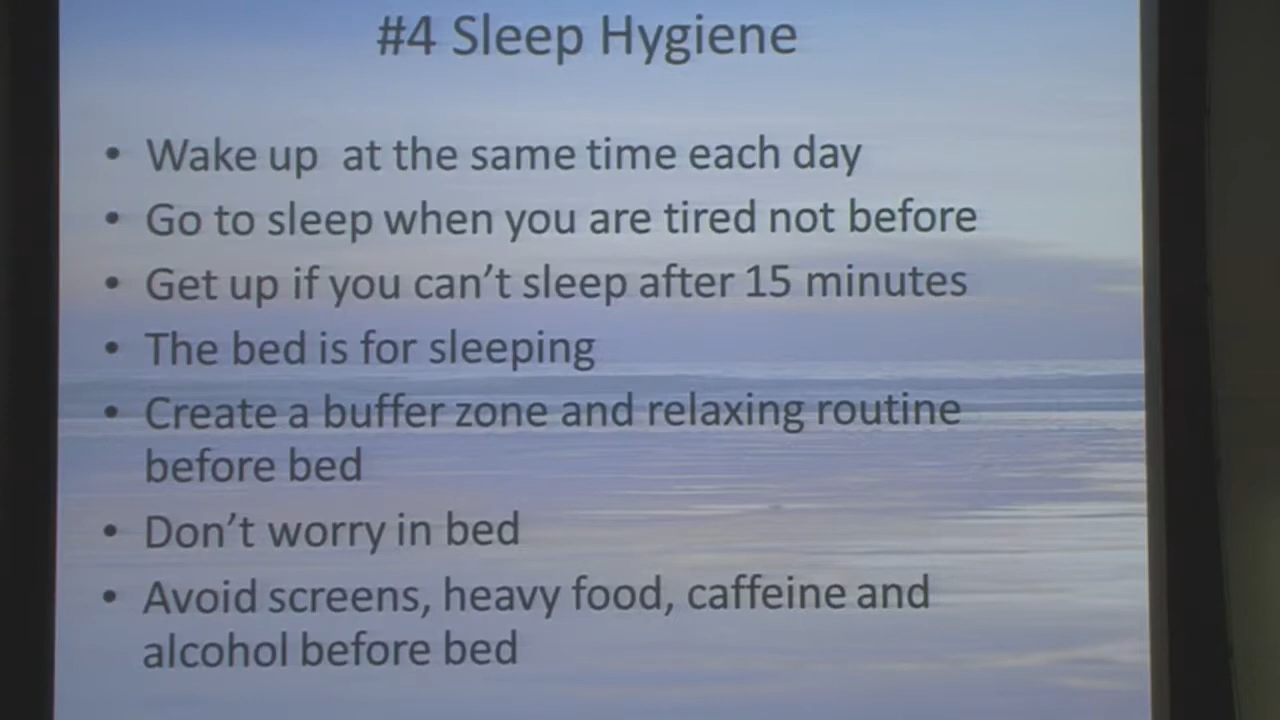 #4 Sleep Hygiene
• Wake up  at the same time each day
• Go to sleep when you are tired not before
• Get up if you can’t sleep after 15 minutes
• The bed is for sleeping
• Create a buffer zone and relaxing routine
before bed
• Don’t worry in bed
• Avoid screens, heavy food, caffeine and
alcohol before bed